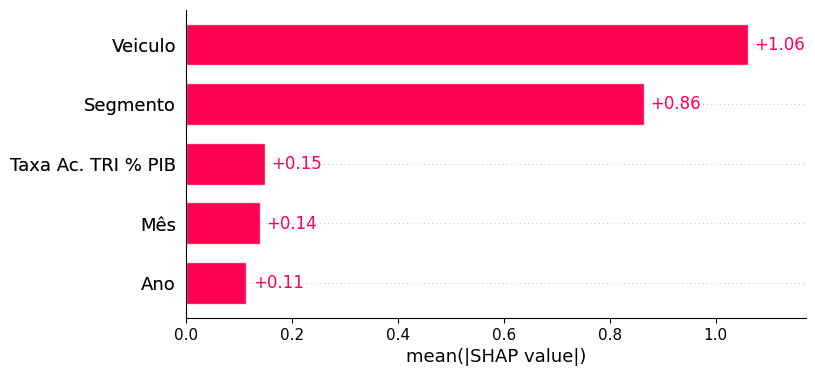 Veiculo +1.06
Segmento +0.86
Taxa Ac. TRI % PIB +0.15
Mês +0.14
Ano +0.11
0.0 0.2 0.4 0.6 0.8 1.0
mean(|SHAP value|)